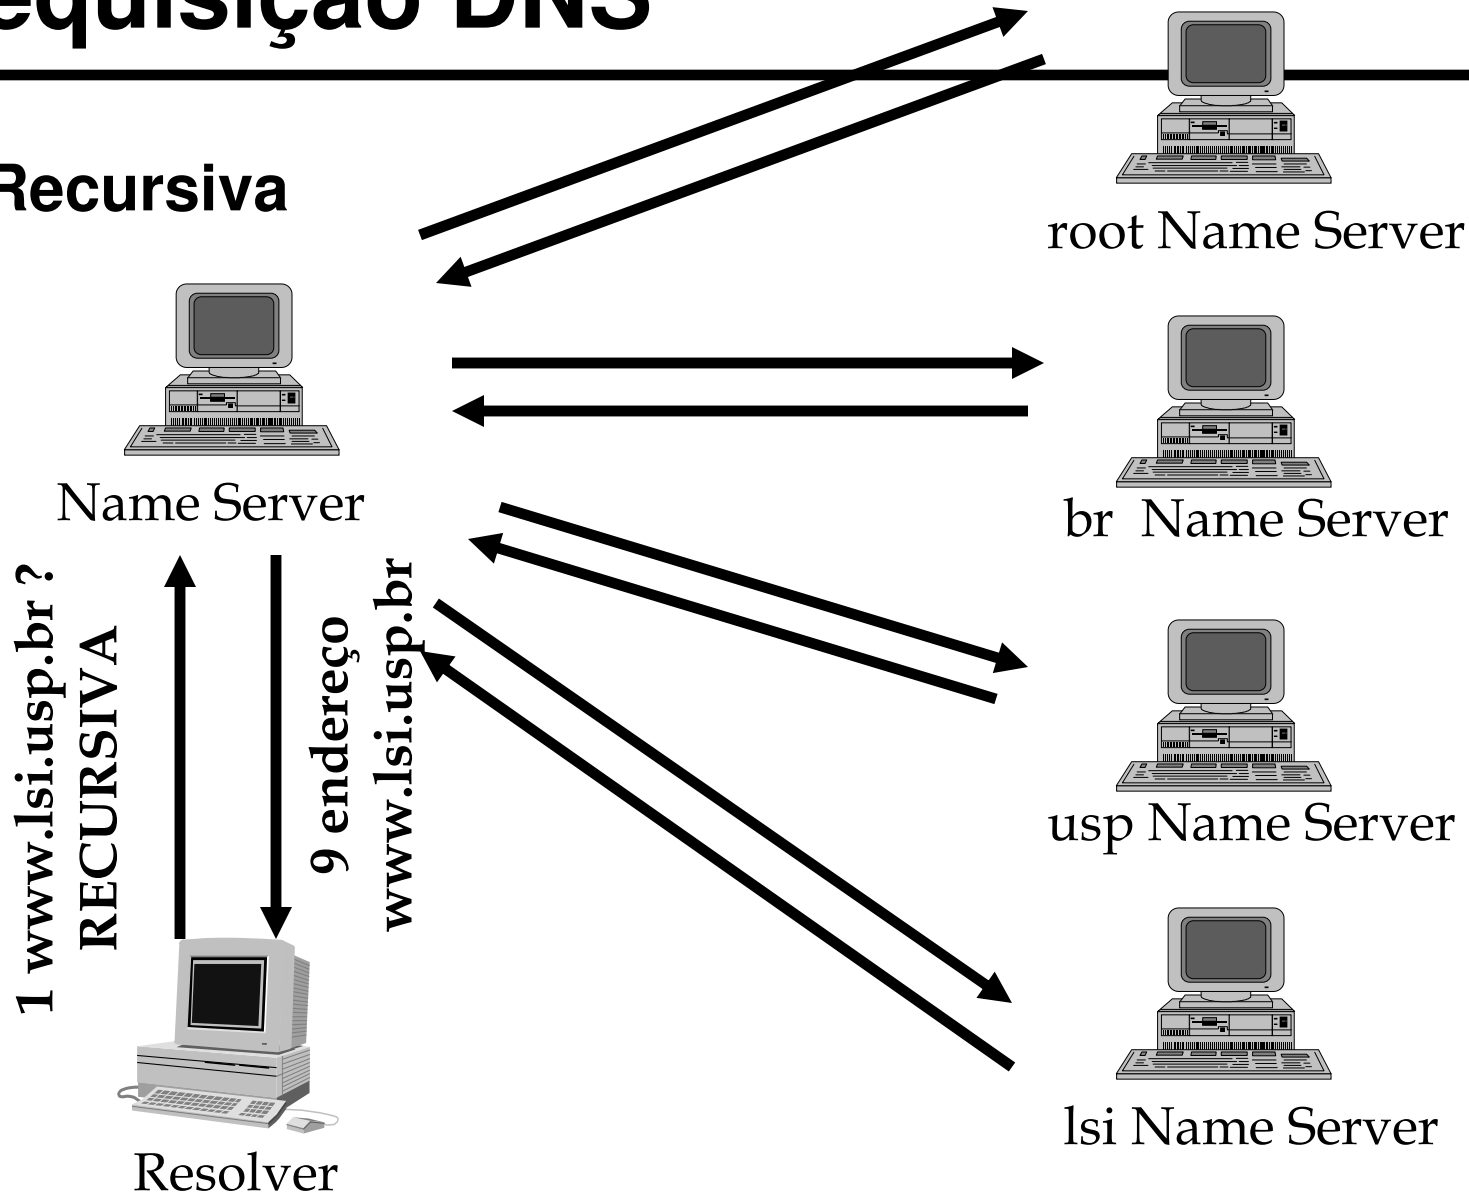 equisição DNS
Recursiva
root Name Server
Name Server
br Name Server
1 www.lsi.usp.br ?
RECURSIVA
9 endereço
www.lsi.usp.br
usp Name Server
lsi Name Server
Resolver